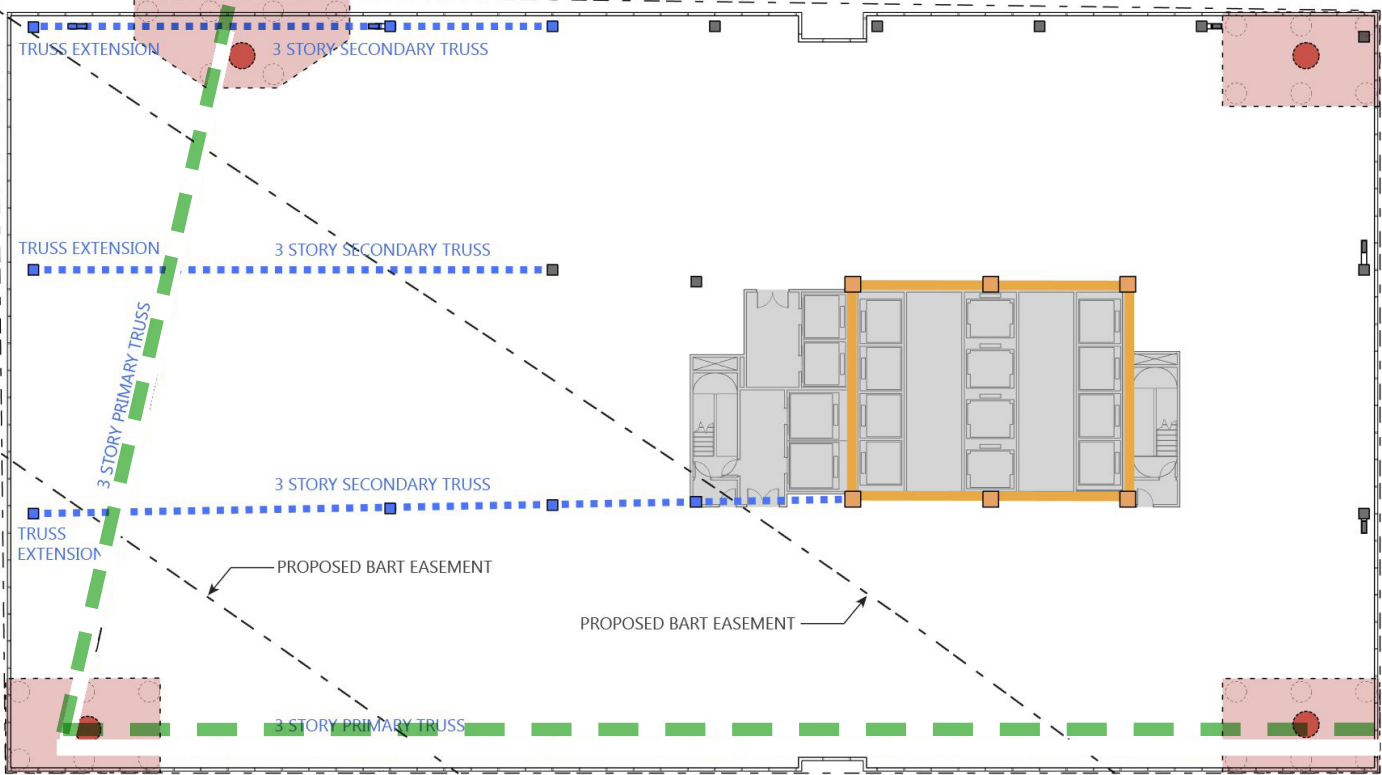 TRUSS EXTENSION
3 STORY SECONDARY TRUSS
TRUSS EXTENSION
3 STORY SECONDARY TRUSS
3 STORY PRIMARY TRUSS
3 STORY SECONDARY TRUSS
TRUSS
EXTENSION
PROPOSED BART EASEMENT
PROPOSED BART EASEMENT
3 STORY PRIMARY TRUSS